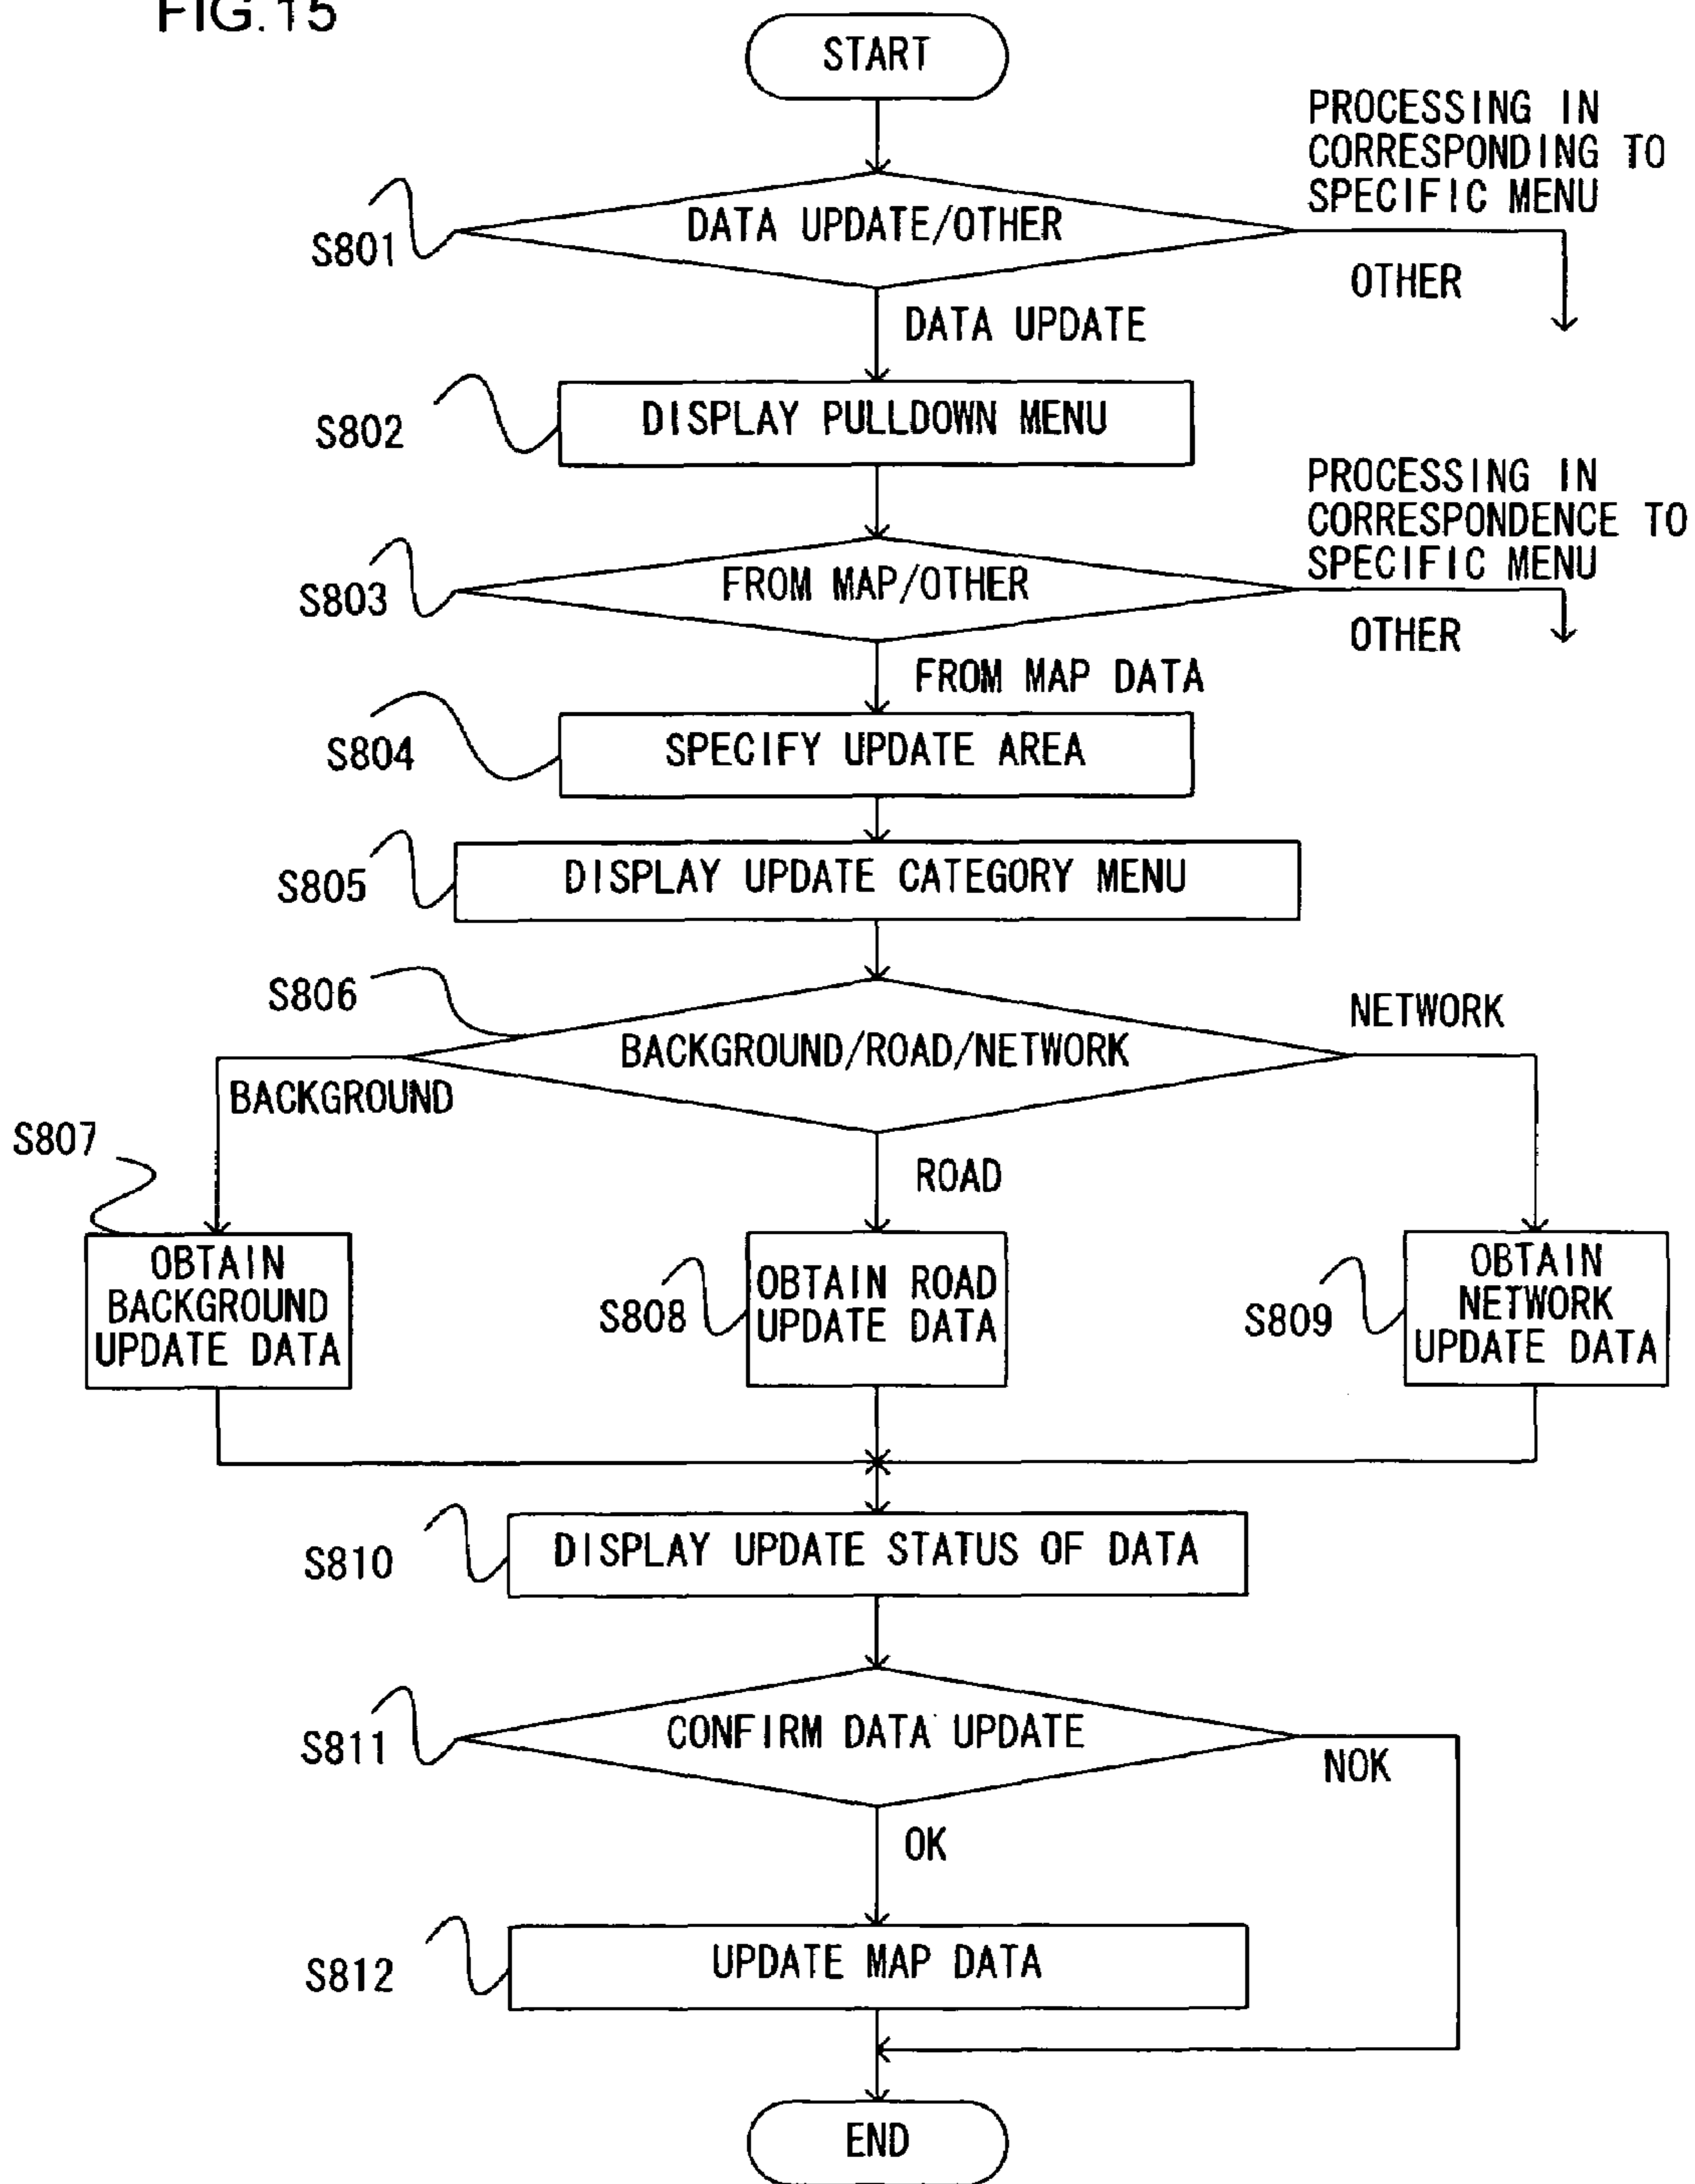 FIG.15
START
PROCESSING IN
CORRESPONDING TO
SPECIFIC MENU
S801
DATA UPDATE/OTHER
OTHER
DATA UPDATE
S802
DISPLAY PULLDOWN MENU
PROCESSING IN
CORRESPONDENCE TO
SPECIFIC MENU
S803
FROM MAP/OTHER
OTHER
FROM MAP DATA
S804
SPECIFY UPDATE AREA
S805
DISPLAY UPDATE CATEGORY MENU
S806
BACKGROUND/ROAD/NETWORK
NETWORK
BACKGROUND
ROAD
S807
OBTAIN
BACKGROUND
UPDATE DATA
S808
OBTAIN ROAD
UPDATE DATA
S809
OBTAIN
NETWORK
UPDATE DATA
S810
DISPLAY UPDATE STATUS OF DATA
S811
CONFIRM DATA UPDATE
NOK
OK
S812
UPDATE MAP DATA
END